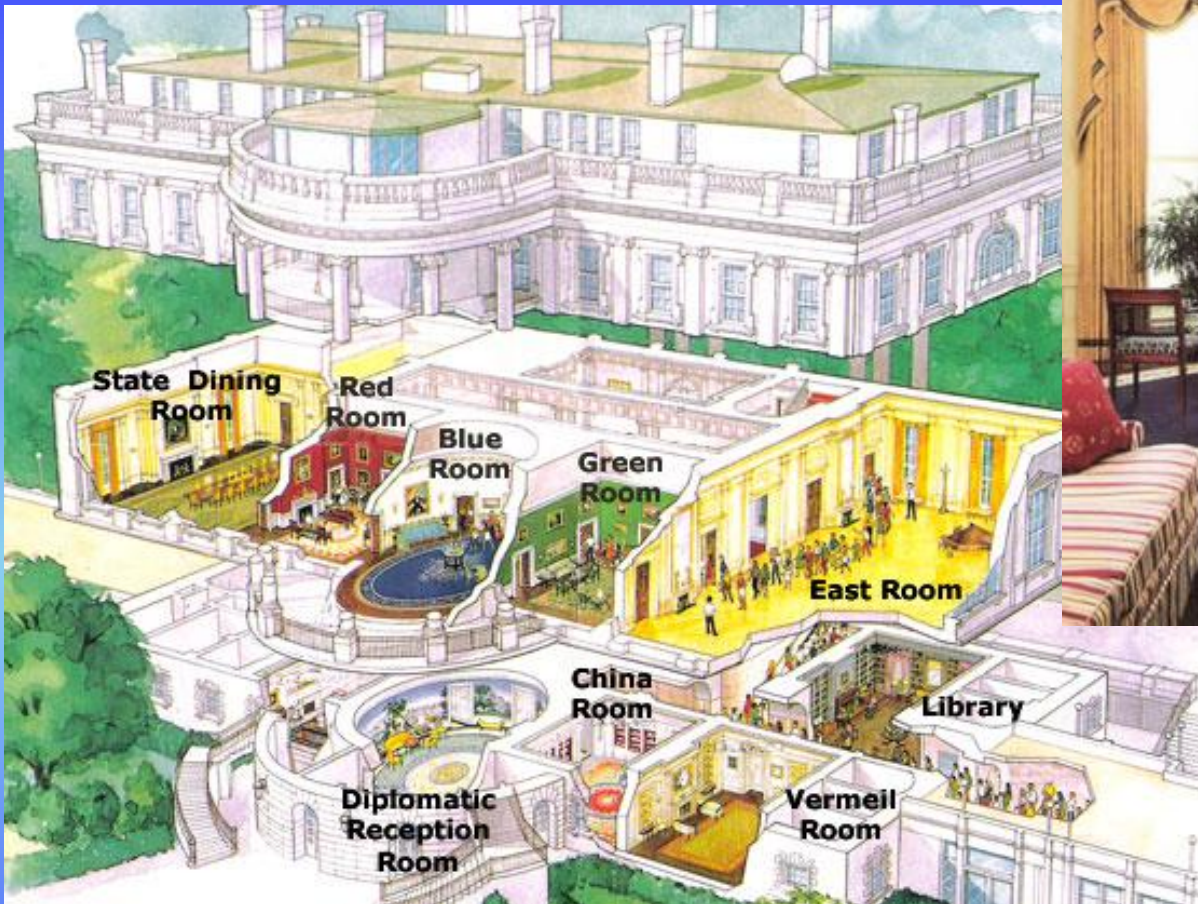 State Dining
Room
Red
Room
Blue
Room
Green
Room
East Room
China
Room
Library
Diplomatic
Reception
Room
Vermeil
Room